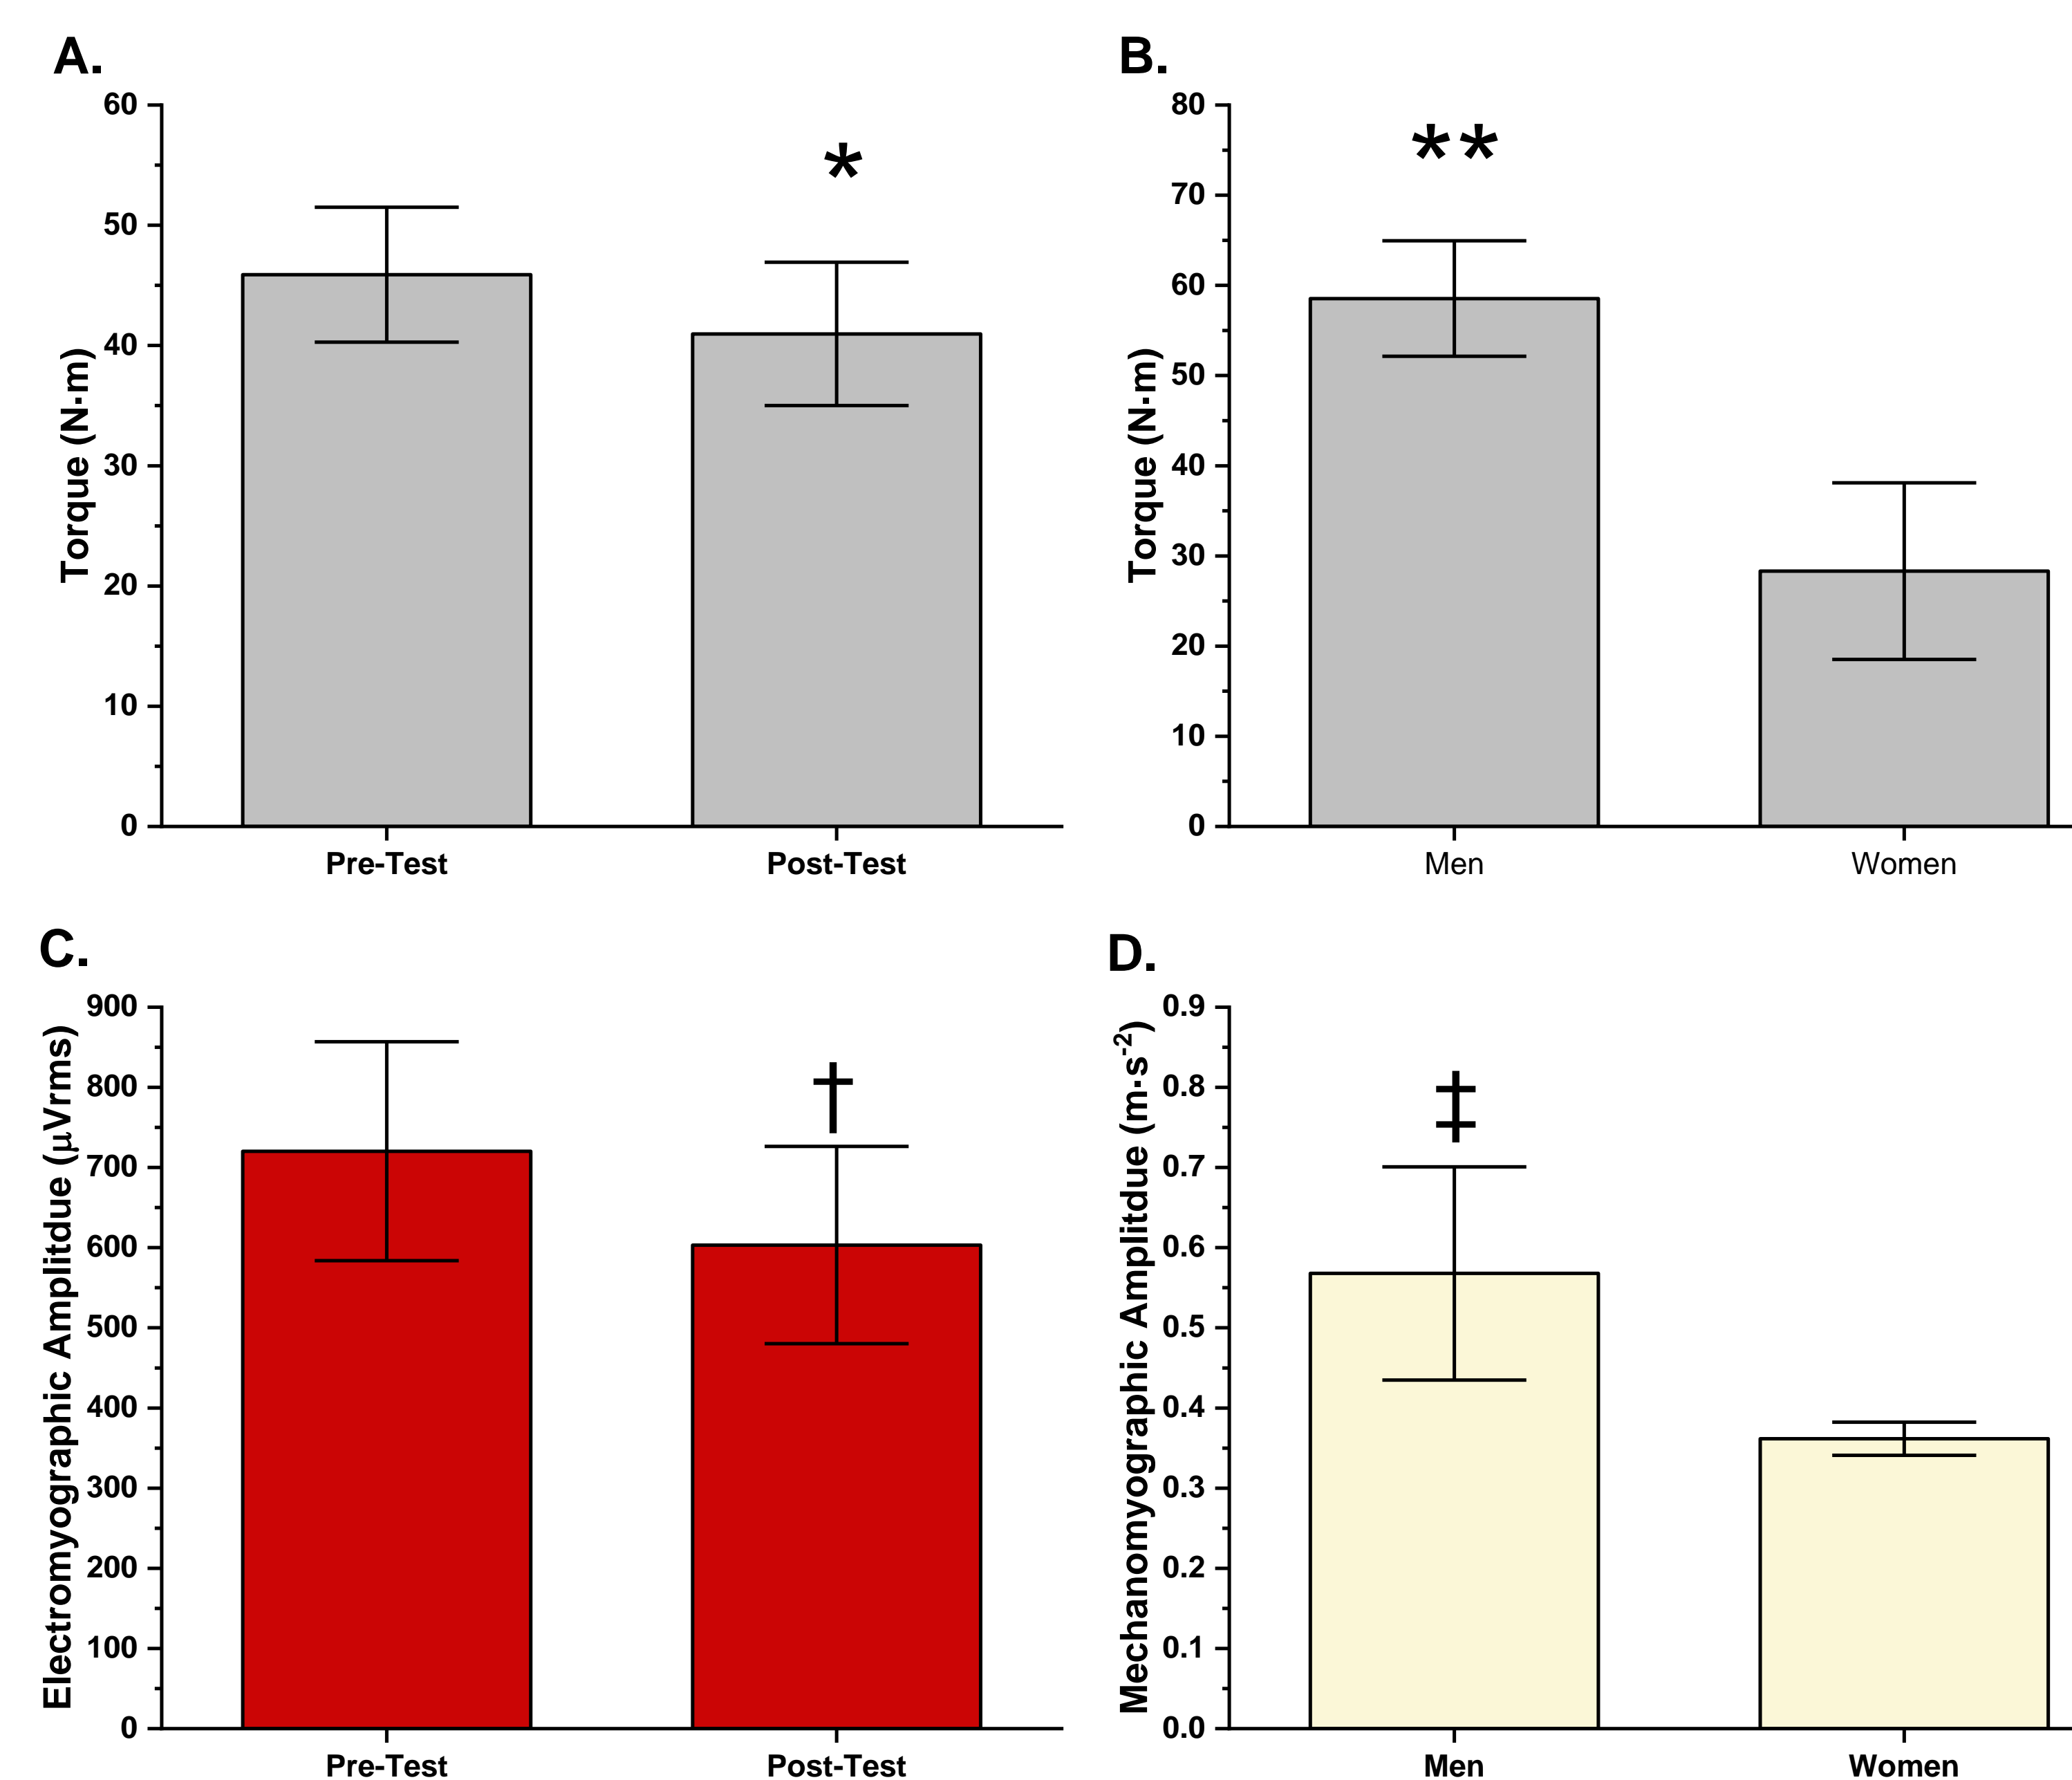 A.
60
50
40
30
20
10
0
Torque (N·m)
*
Pre-Test
Post-Test
B.
80
70
60
50
40
30
20
10
0
Torque (N·m)
**
Men
Women
C.
900
800
700
600
500
400
300
200
100
0
Electromyographic Amplitdue (μVrms)
†
Pre-Test
Post-Test
D.
0.9
0.8
0.7
0.6
0.5
0.4
0.3
0.2
0.1
0.0
Mechanomyographic Amplitdue (m·s⁻²)
‡
Men
Women